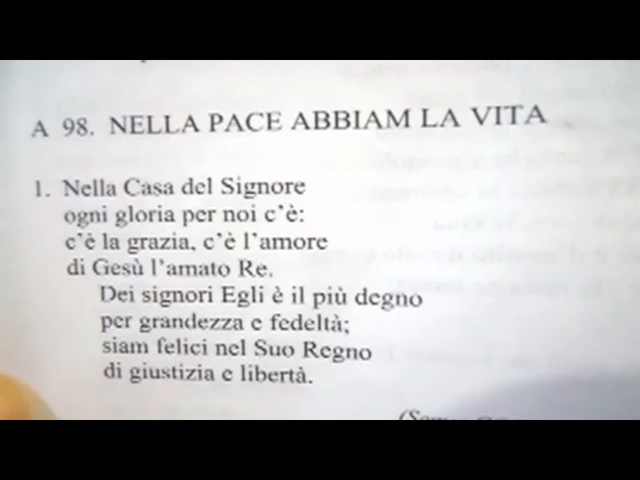 A 98. NELLA PACE ABBIAM LA VITA
1. Nella Casa del Signore
ogni gloria per noi c'è:
c'è la grazia, c'è l'amore
di Gesù l'amato Re.
Dei signori Egli è il più degno
per grandezza e fedeltà;
siam felici nel Suo Regno
di giustizia e libertà.